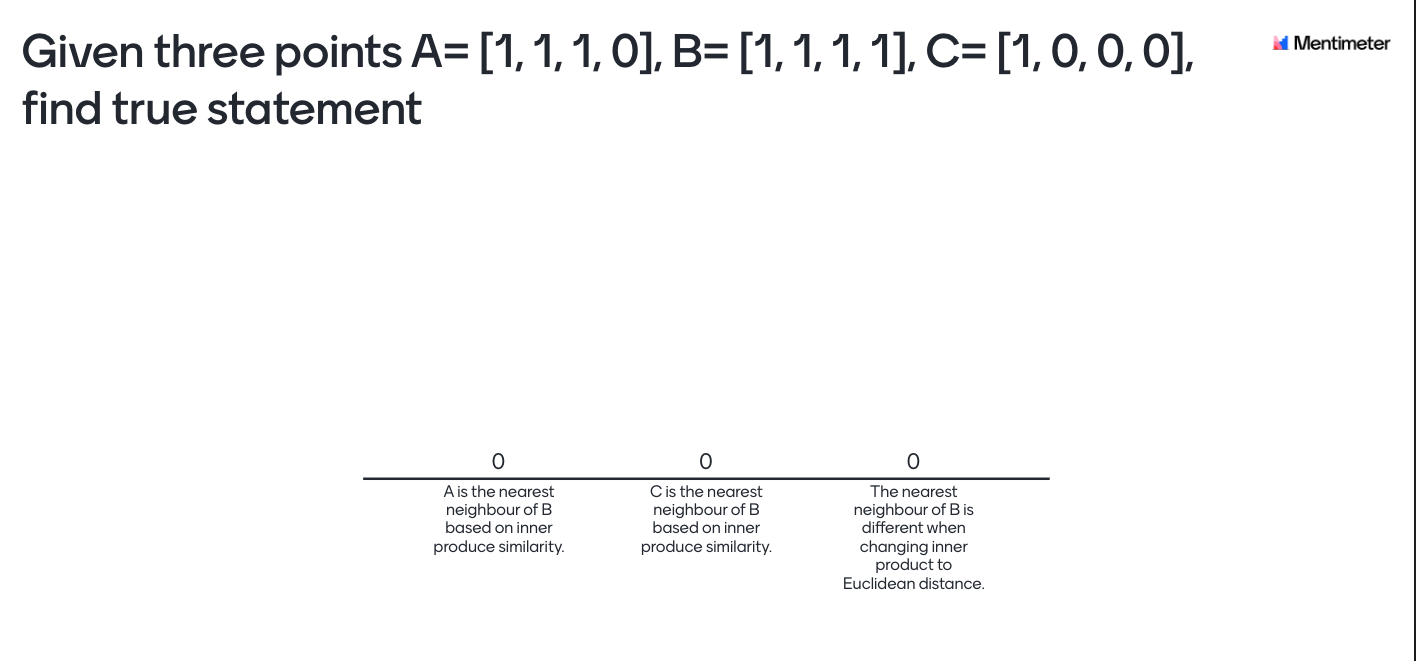 Given three points A= [1, 1, 1, 0], B= [1, 1, 1, 1], C= [1, 0, 0, 0],
find true statement
Mentimeter
0
A is the nearest
neighbour of B
based on inner
produce similarity.
0
C is the nearest
neighbour of B
based on inner
produce similarity.
0
The nearest
neighbour of B is
different when
changing inner
product to
Euclidean distance.